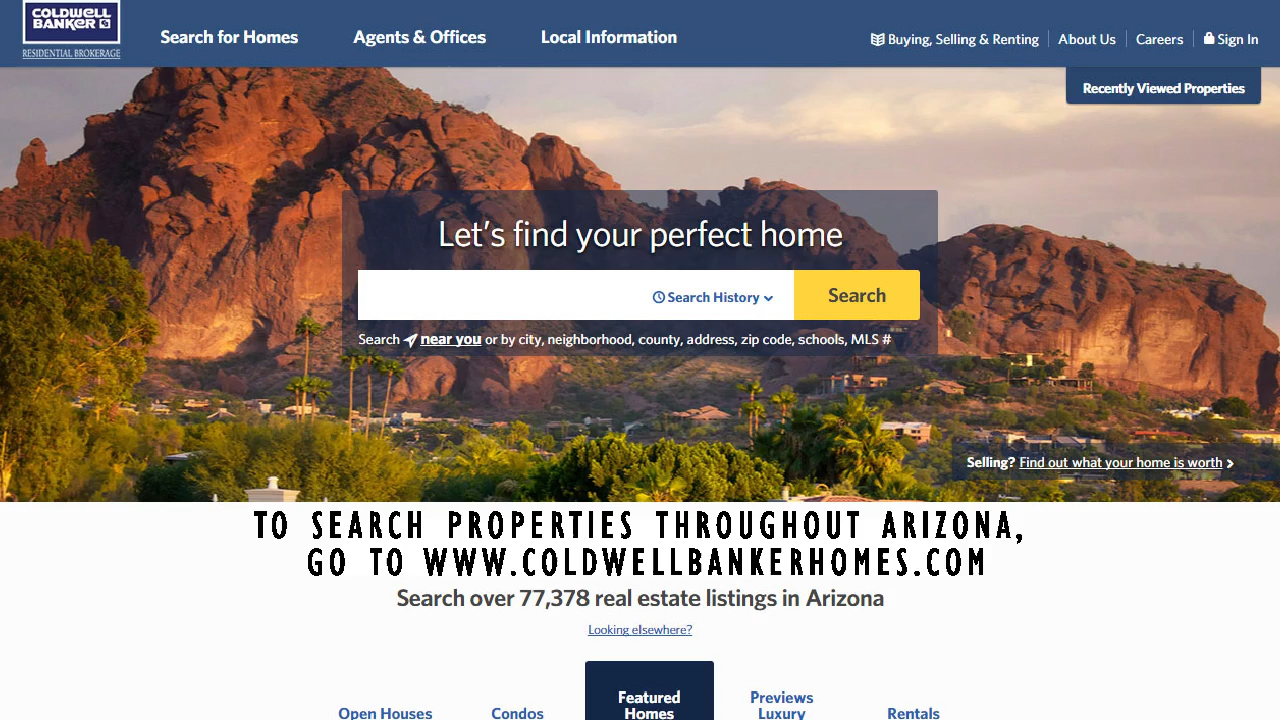 COLDWELL
BANKER CB
RESIDENTIAL BROKERAGE
Search for Homes
Agents & Offices
Local Information
Buying, Selling & Renting
About Us
Careers
Sign In
Recently Viewed Properties
Let's find your perfect home
Search History
Search
Search near you or by city, neighborhood, county, address, zip code, schools, MLS #
Selling? Find out what your home is worth
TO SEARCH PROPERTIES THROUGHOUT ARIZONA,
GO TO WWW.COLDWELLBANKERHOMES.COM
Search over 77,378 real estate listings in Arizona
Looking elsewhere?
Open Houses
Condos
Featured
Homes
Previews
Luxury
Rentals